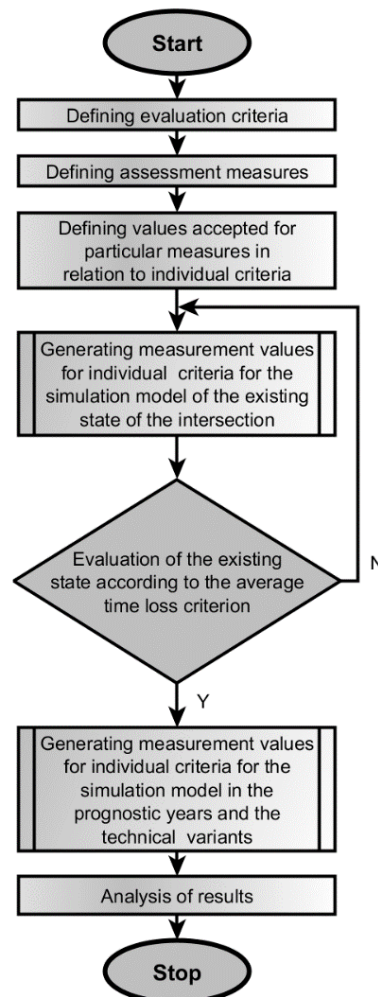 Start
Defining evaluation criteria
Defining assessment measures
Defining values accepted for
particular measures in
relation to individual criteria
Generating measurement values
for individual criteria for the
simulation model of the existing
state of the intersection
Evaluation of the existing
state according to the average
time loss criterion
N
Y
Generating measurement values
for individual criteria for the
simulation model in the
prognostic years and the
technical variants
Analysis of results
Stop